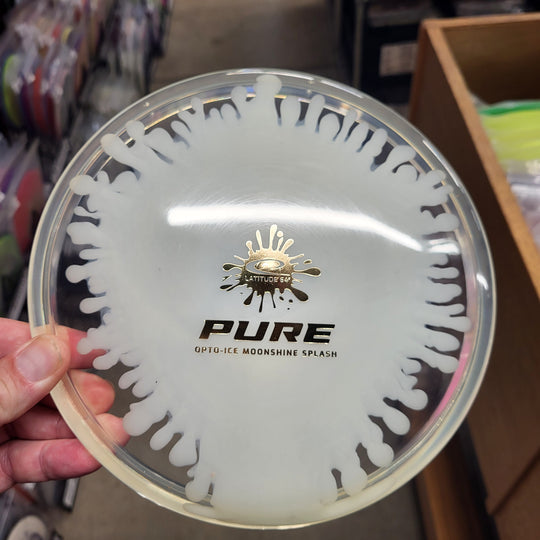 LATITUDE 64°
PURE
OPTO-ICE MOONSHINE SPLASH